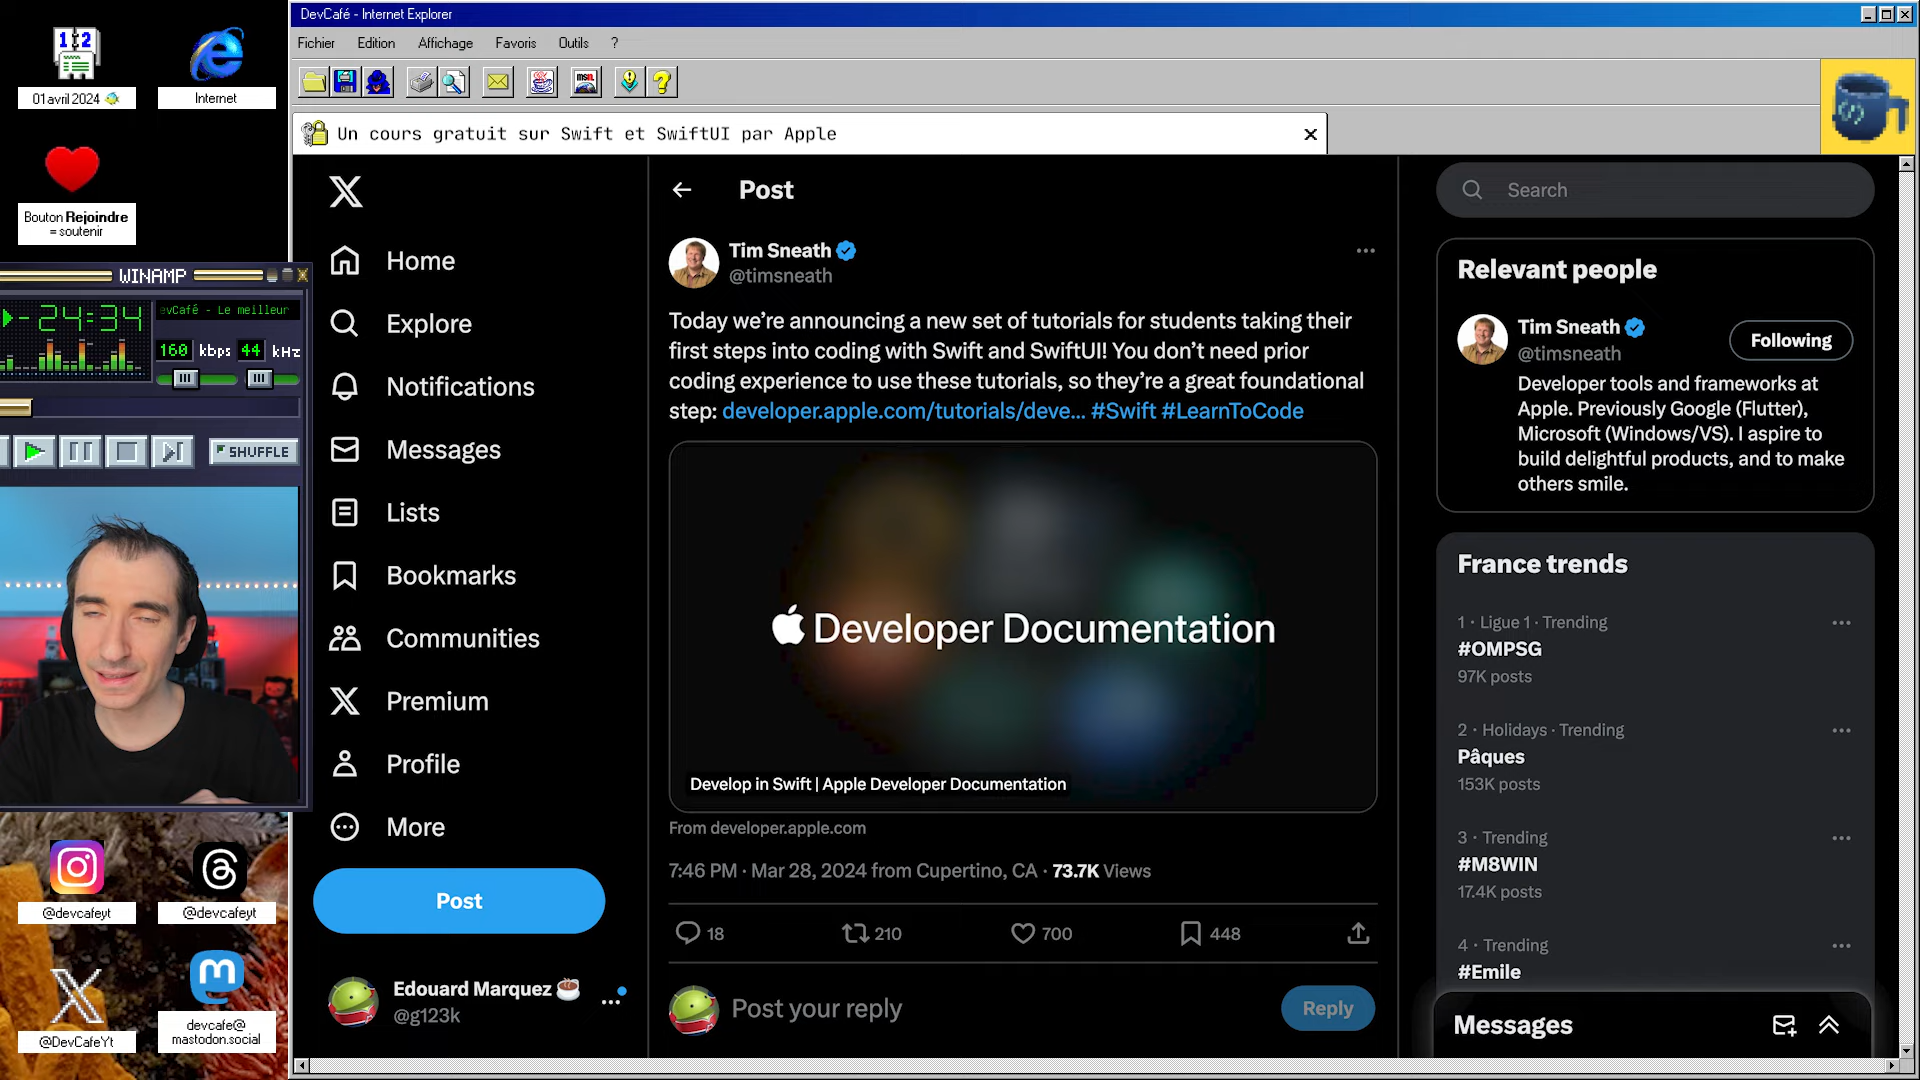 DevCafé - Internet Explorer
Fichier Edition Affichage Favoris Outils ?
Un cours gratuit sur Swift et SwiftUI par Apple
01 avril 2024
Internet
Bouton Rejoindre
= soutenir
WINAMP
-24:34
evCafé - Le meilleur
160 kbps 44 kHz
SHUFFLE
@devcafeyt
@devcafeyt
@DevCafeYt
devcafe@
mastodon.social
Home
Explore
Notifications
Messages
Lists
Bookmarks
Communities
Premium
Profile
More
Post
Edouard Marquez
@g123k
Post
Tim Sneath
@timsneath
Today we’re announcing a new set of tutorials for students taking their
first steps into coding with Swift and SwiftUI! You don’t need prior
coding experience to use these tutorials, so they’re a great foundational
step: developer.apple.com/tutorials/deve... #Swift #LearnToCode
Developer Documentation
Develop in Swift | Apple Developer Documentation
From developer.apple.com
7:46 PM · Mar 28, 2024 from Cupertino, CA · 73.7K Views
18 210 700 448
Post your reply
Reply
Search
Relevant people
Tim Sneath
@timsneath
Following
Developer tools and frameworks at
Apple. Previously Google (Flutter),
Microsoft (Windows/VS). I aspire to
build delightful products, and to make
others smile.
France trends
1 · Ligue 1 · Trending
#OMPSG
97K posts
2 · Holidays · Trending
Pâques
153K posts
3 · Trending
#M8WIN
17.4K posts
4 · Trending
#Emile
Messages